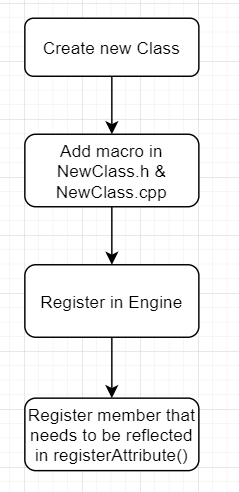 Create new Class
Add macro in
NewClass.h &
NewClass.cpp
Register in Engine
Register member that
needs to be reflected
in registerAttribute()